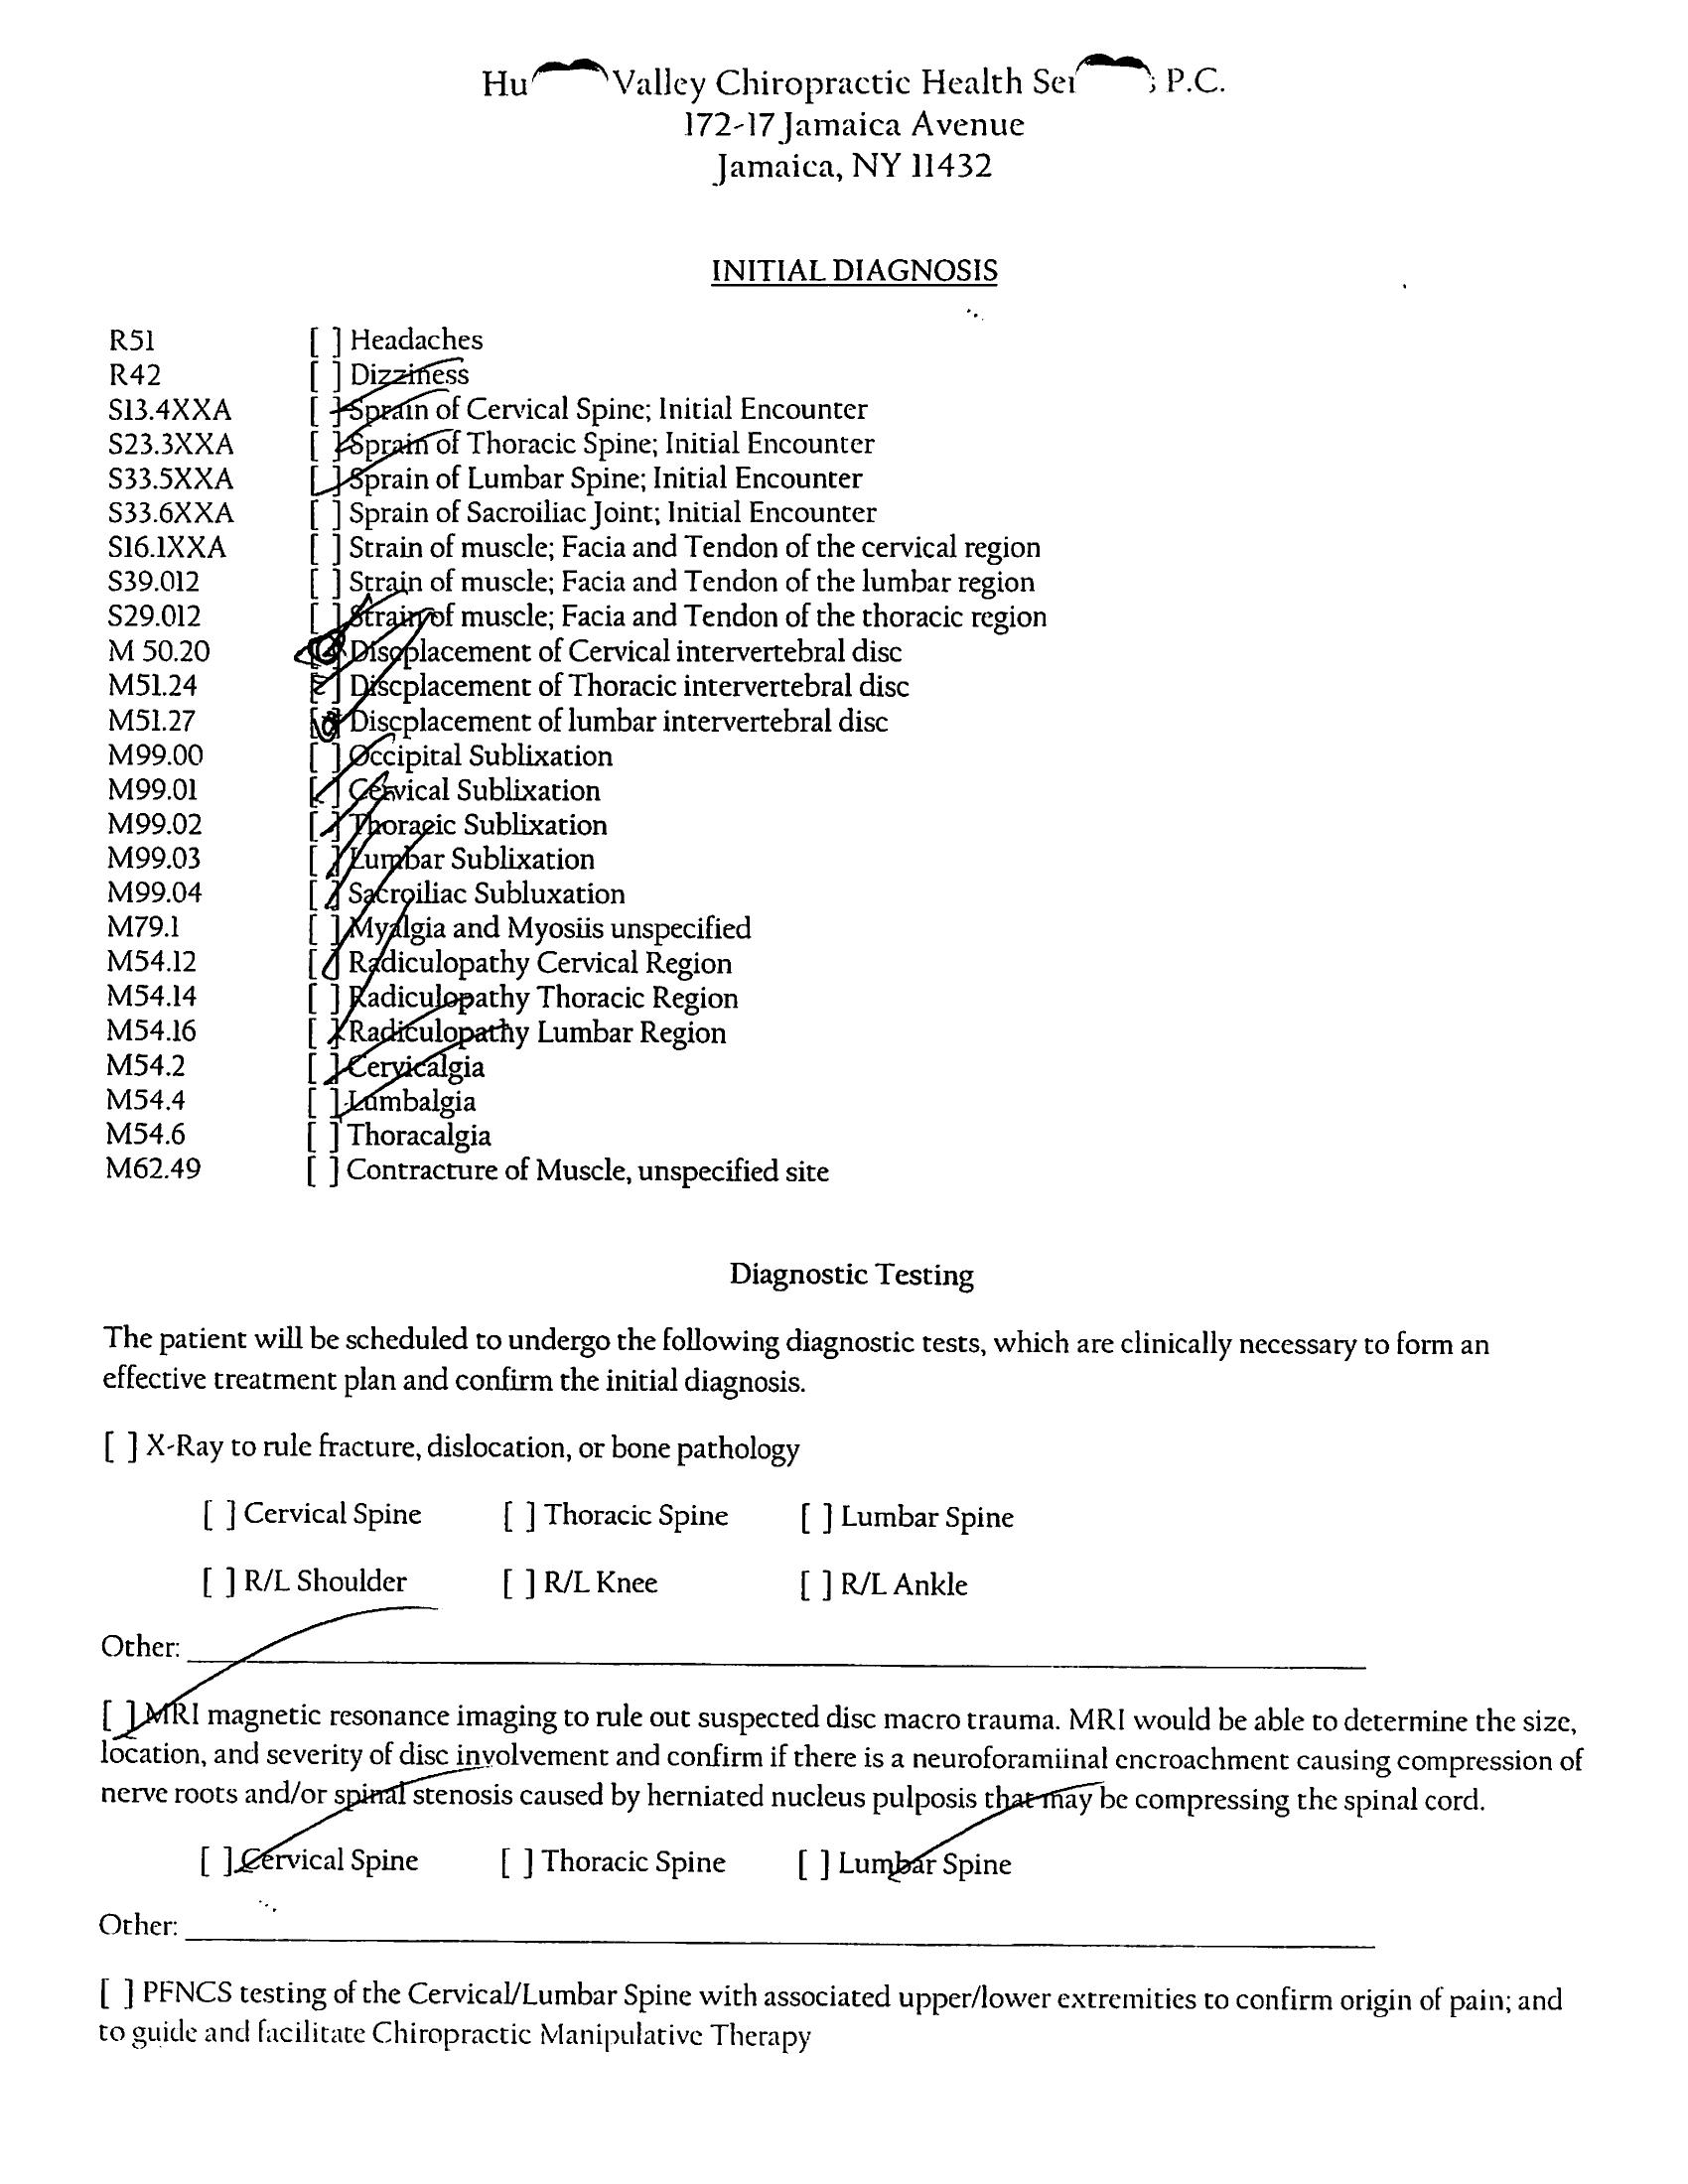 Hu Valley Chiropractic Health Ser s P.C.
172-17 Jamaica Avenue
Jamaica, NY 11432
INITIAL DIAGNOSIS
R51 [ ] Headaches
R42 [ ] Dizziness
S13.4XXA [ ] Sprain of Cervical Spine; Initial Encounter
S23.3XXA [ ] Sprain of Thoracic Spine; Initial Encounter
S33.5XXA [ ] Sprain of Lumbar Spine; Initial Encounter
S33.6XXA [ ] Sprain of Sacroiliac Joint; Initial Encounter
S16.1XXA [ ] Strain of muscle; Facia and Tendon of the cervical region
S39.012 [ ] Strain of muscle; Facia and Tendon of the lumbar region
S29.012 [ ] Strain of muscle; Facia and Tendon of the thoracic region
M 50.20 [ ] Discplacement of Cervical intervertebral disc
M51.24 [ ] Discplacement of Thoracic intervertebral disc
M51.27 [ ] Discplacement of lumbar intervertebral disc
M99.00 [ ] Occipital Sublixation
M99.01 [ ] Cervical Sublixation
M99.02 [ ] Thoracic Sublixation
M99.03 [ ] Lumbar Sublixation
M99.04 [ ] Sacroiliac Subluxation
M79.1 [ ] Myalgia and Myosiis unspecified
M54.12 [ ] Radiculopathy Cervical Region
M54.14 [ ] Radiculopathy Thoracic Region
M54.16 [ ] Radiculopathy Lumbar Region
M54.2 [ ] Cervicalgia
M54.4 [ ] Lumbalgia
M54.6 [ ] Thoracalgia
M62.49 [ ] Contracture of Muscle, unspecified site
Diagnostic Testing
The patient will be scheduled to undergo the following diagnostic tests, which are clinically necessary to form an
effective treatment plan and confirm the initial diagnosis.
[ ] X-Ray to rule fracture, dislocation, or bone pathology
[ ] Cervical Spine [ ] Thoracic Spine [ ] Lumbar Spine
[ ] R/L Shoulder [ ] R/L Knee [ ] R/L Ankle
Other:
[ ] MRI magnetic resonance imaging to rule out suspected disc macro trauma. MRI would be able to determine the size,
location, and severity of disc involvement and confirm if there is a neuroforamiinal encroachment causing compression of
nerve roots and/or spinal stenosis caused by herniated nucleus pulposis that may be compressing the spinal cord.
[ ] Cervical Spine [ ] Thoracic Spine [ ] Lumbar Spine
Other:
[ ] PFNCS testing of the Cervical/Lumbar Spine with associated upper/lower extremities to confirm origin of pain; and
to guide and facilitate Chiropractic Manipulative Therapy